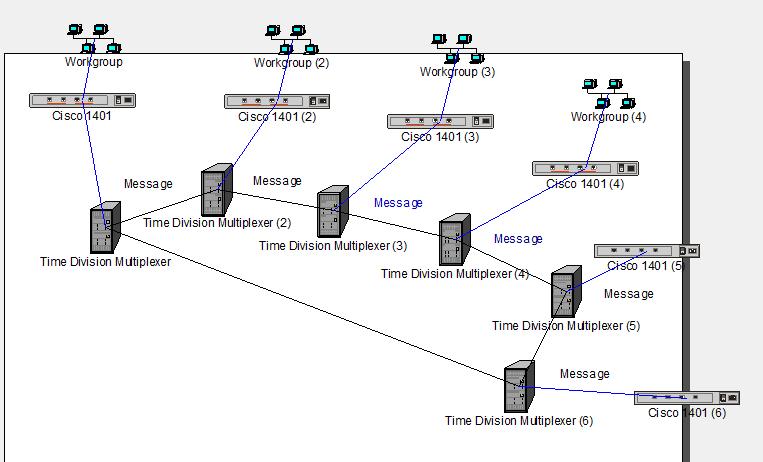 Workgroup
Workgroup (2)
Workgroup (3)
Workgroup (4)
Cisco 1401
Cisco 1401 (2)
Cisco 1401 (3)
Cisco 1401 (4)
Message
Message
Message
Message
Time Division Multiplexer
Time Division Multiplexer (2)
Time Division Multiplexer (3)
Time Division Multiplexer (4)
Cisco 1401 (5)
Message
Time Division Multiplexer (5)
Message
Cisco 1401 (6)
Time Division Multiplexer (6)